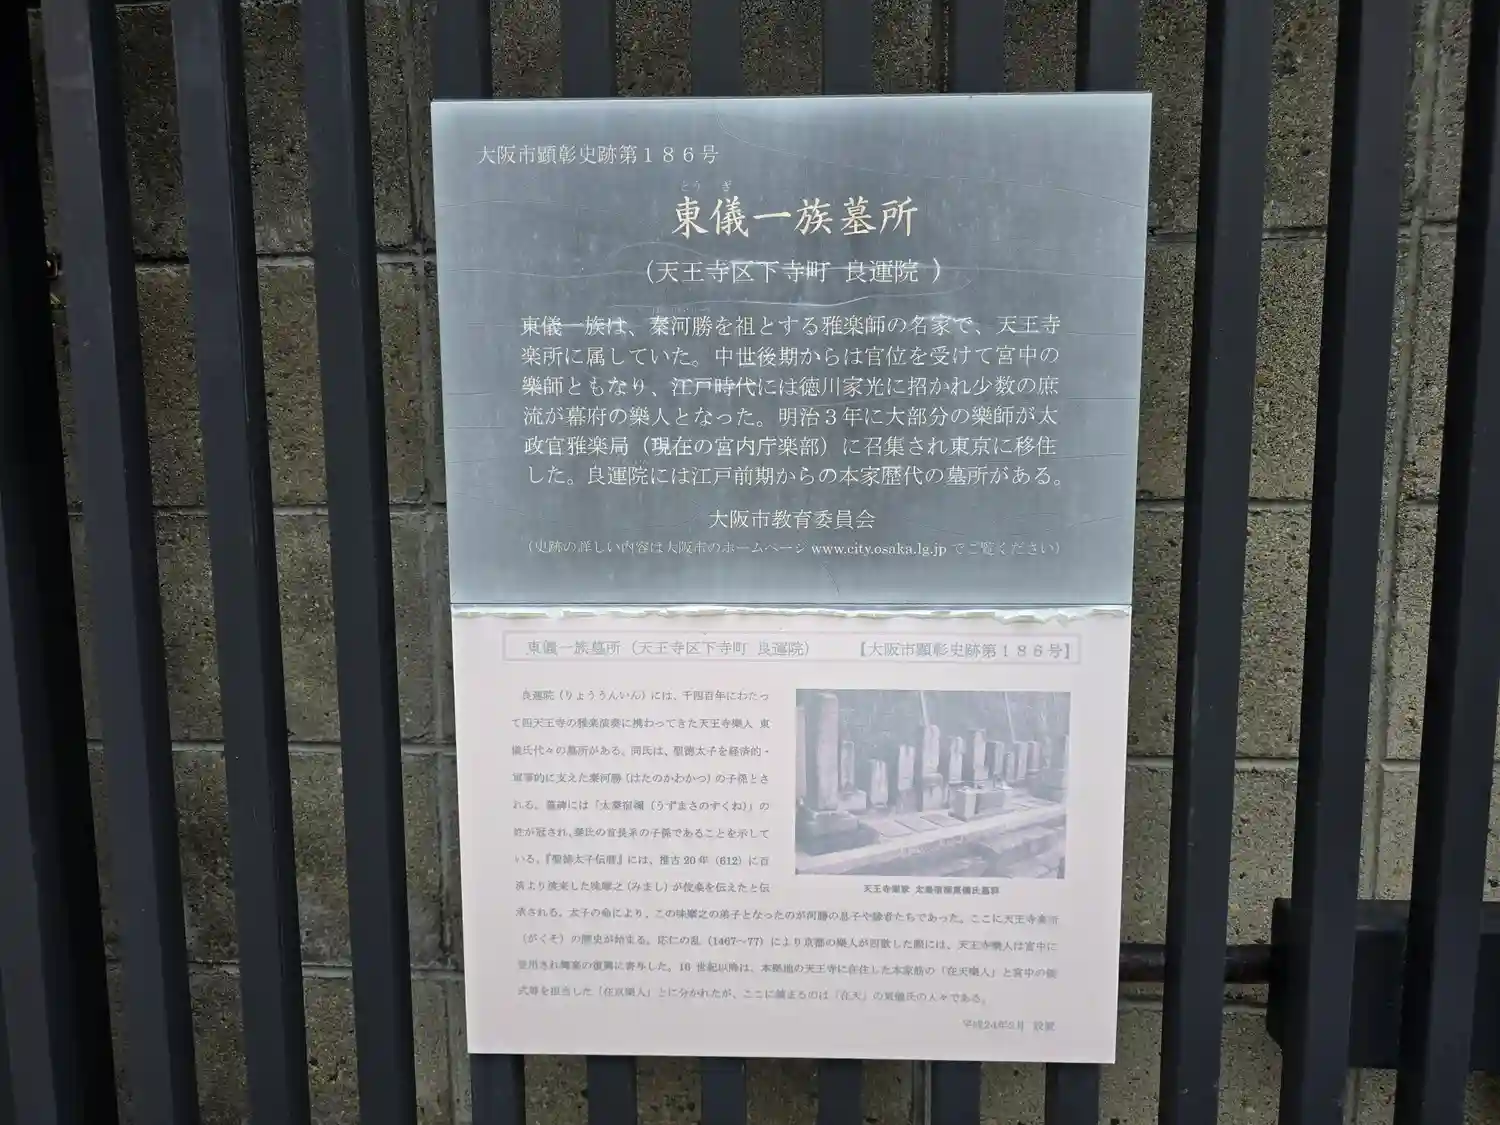 大阪市顕彰史跡第１８６号
とう ぎ
東儀一族墓所
（天王寺区下寺町 良運院 ）
東儀一族は、秦河勝を祖とする雅楽師の名家で、天王寺
楽所に属していた。中世後期からは官位を受けて宮中の
樂師ともなり、江戸時代には徳川家光に招かれ少数の庶
流が幕府の樂人となった。明治３年に大部分の樂師が太
政官雅楽局（現在の宮内庁楽部）に召集され東京に移住
した。良運院には江戸前期からの本家歴代の墓所がある。
大阪市教育委員会
（史跡の詳しい内容は大阪市のホームページ www.city.osaka.lg.jp でご覧ください）
東儀一族墓所（天王寺区下寺町 良運院） 【大阪市顕彰史跡第１８６号】
良運院（りょううんいん）には、千四百年にわたっ
て四天王寺の雅楽演奏に携わってきた天王寺樂人 東
儀氏代々の墓所がある。同氏は、聖徳太子を経済的・
軍事的に支えた秦河勝（はたのかわかつ）の子孫とさ
れる。墓碑には「太秦宿禰（うずまさのすくね）」の
姓が冠され、秦氏の首長系の子孫であることを示して
いる。『聖徳太子伝暦』には、推古 20 年（612）に百
済より渡来した味摩之（みまし）が伎楽を伝えたと伝
承される。太子の命により、この味摩之の弟子となったのが河勝の息子や縁者たちであった。ここに天王寺楽所
（がくそ）の歴史が始まる。応仁の乱（1467～77）により京都の樂人が四散した際には、天王寺樂人は宮中に
登用され舞楽の復興に寄与した。16 世紀以降は、本拠地の天王寺に在住した本家筋の「在天樂人」と宮中の儀
式等を担当した「在京樂人」とに分かれたが、ここに眠るのは「在天」の東儀氏の人々である。
天王寺樂家 太秦宿禰東儀氏墓群
平成24年3月 設置